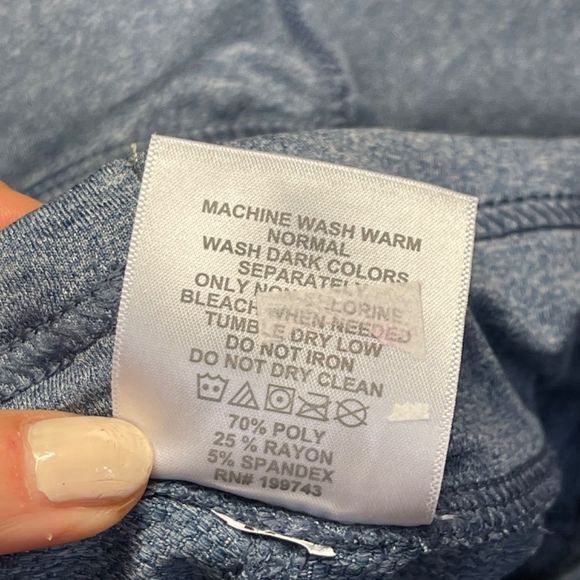 MACHINE WASH WARM
NORMAL
WASH DARK COLORS
SEPARATELY
ONLY NON-CHLORINE
BLEACH WHEN NEEDED
TUMBLE DRY LOW
DO NOT IRON
DO NOT DRY CLEAN
70% POLY
25 % RAYON
5% SPANDEX
RN# 199743